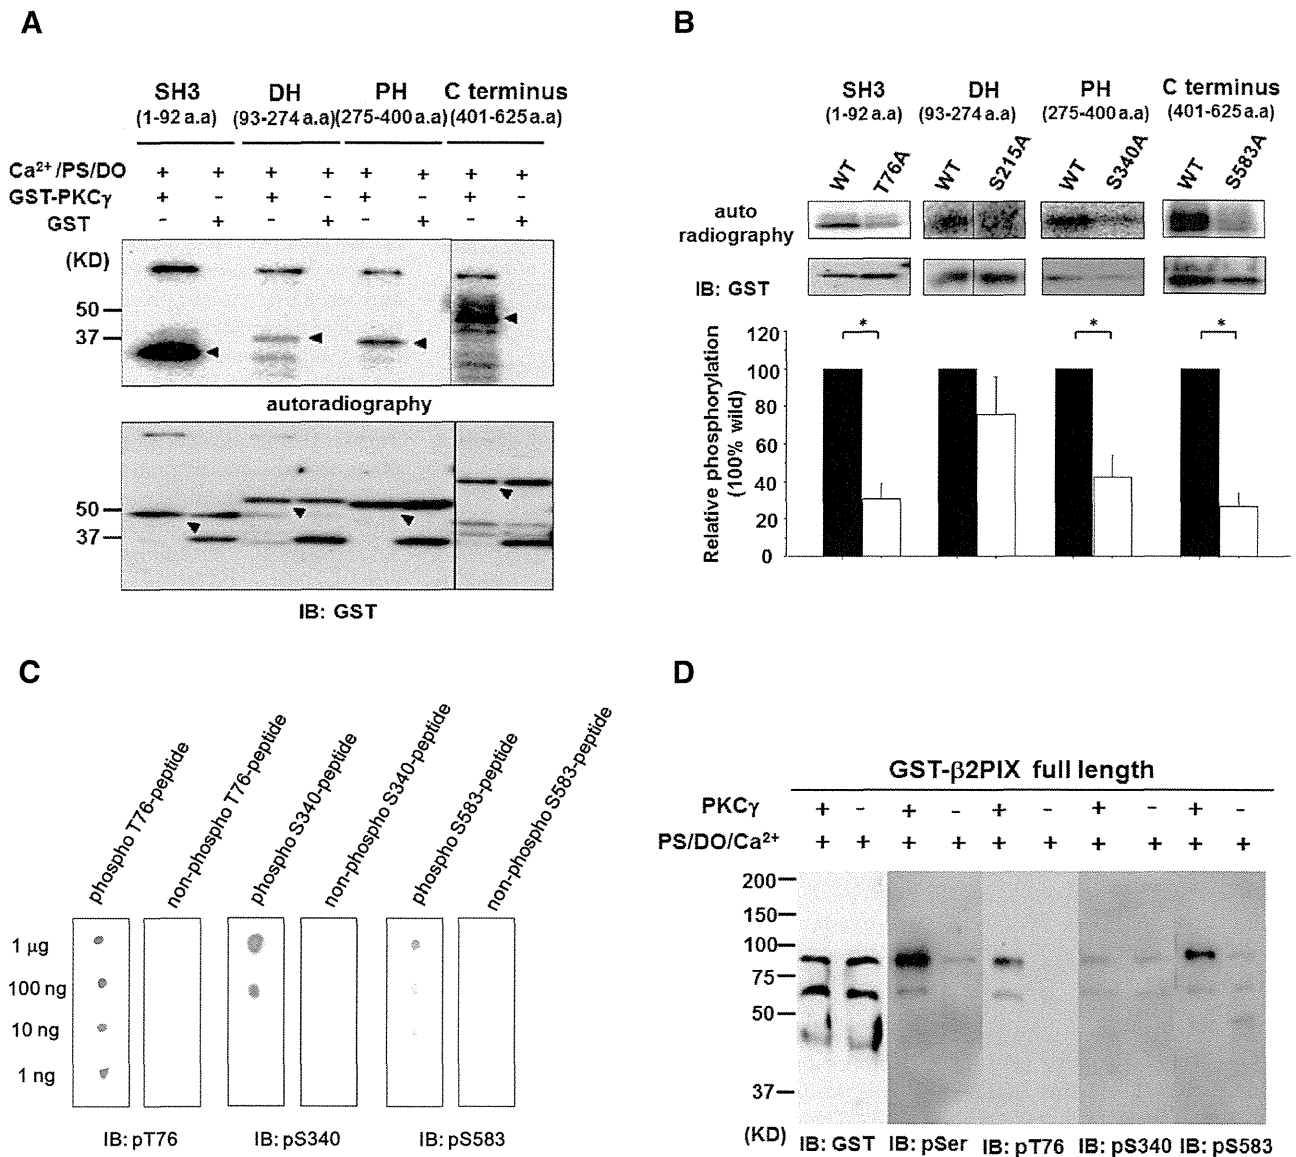 A
SH3 DH PH C terminus
(1-92 a.a) (93-274 a.a) (275-400 a.a) (401-625 a.a)
Ca²⁺/PS/DO + + + + + + + +
GST-PKCγ + - + - + - + -
GST - + - + - + - +
(KD)
50
37
autoradiography
50
37
IB: GST
B
SH3 DH PH C terminus
(1-92 a.a) (93-274 a.a) (275-400 a.a) (401-625 a.a)
WT T76A WT S215A WT S340A WT S583A
auto
radiography
IB: GST
Relative phosphorylation
(100% wild)
120
100
80
60
40
20
0
* * *
C
phospho T76-peptide
non-phospho T76-peptide
phospho S340-peptide
non-phospho S340-peptide
phospho S583-peptide
non-phospho S583-peptide
1 μg
100 ng
10 ng
1 ng
IB: pT76 IB: pS340 IB: pS583
D
GST-β2PIX full length
PKCγ + - + - + - + - + -
PS/DO/Ca²⁺ + + + + + + + + + +
200
150
100
75
50
37
(KD)
IB: GST IB: pSer IB: pT76 IB: pS340 IB: pS583